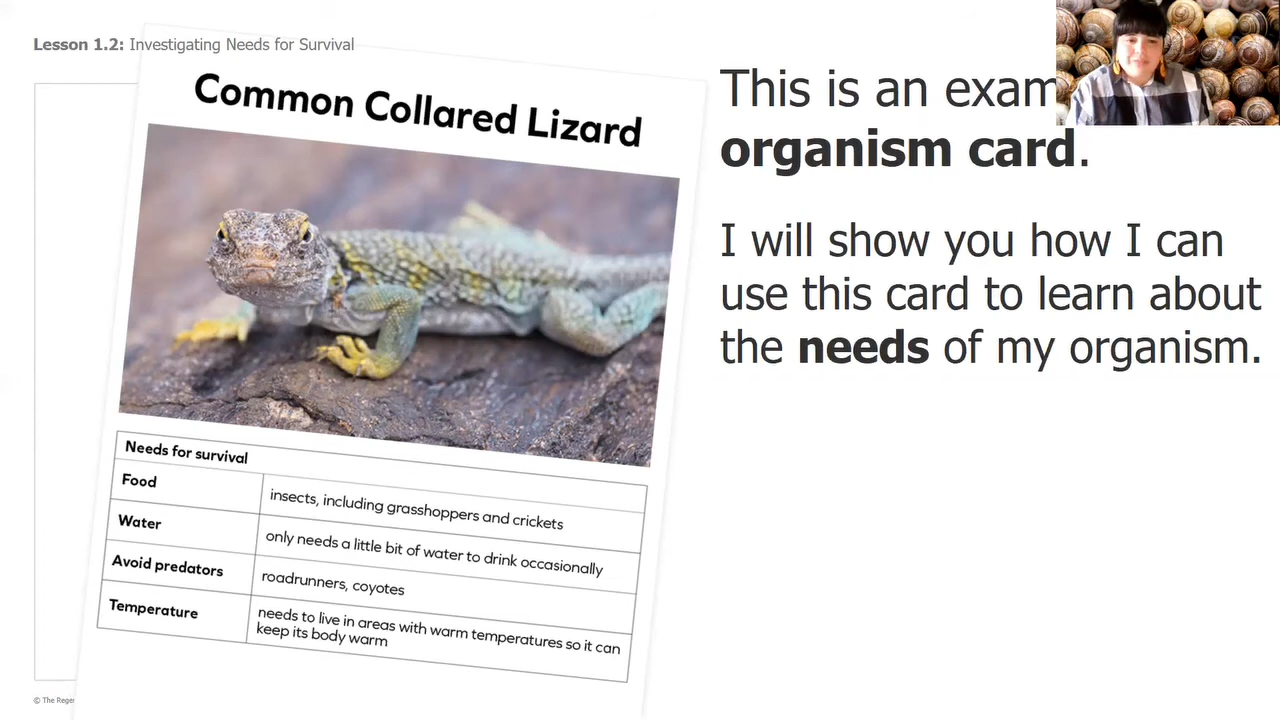 Lesson 1.2: Investigating Needs for Survival
Common Collared Lizard
Needs for survival
Food
insects, including grasshoppers and crickets
Water
only needs a little bit of water to drink occasionally
Avoid predators
roadrunners, coyotes
Temperature
needs to live in areas with warm temperatures so it can
keep its body warm
This is an exam
organism card.
I will show you how I can
use this card to learn about
the needs of my organism.
© The Regen